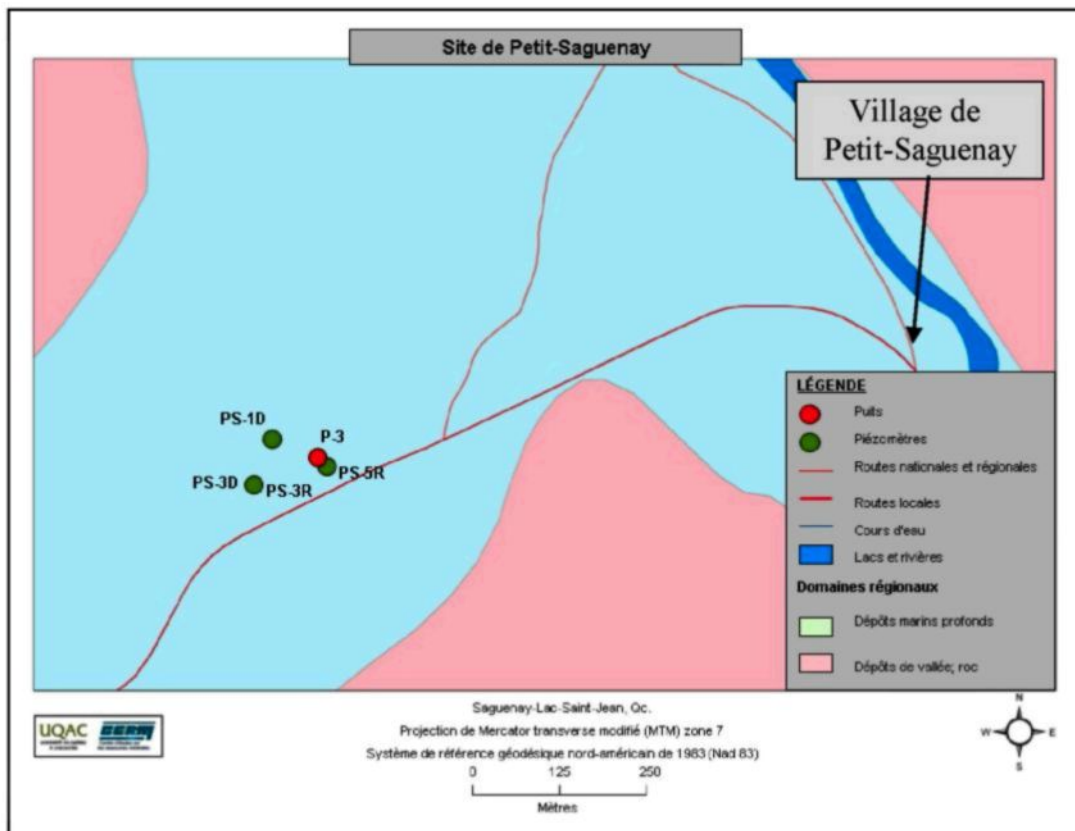 Site de Petit-Saguenay
Village de
Petit-Saguenay
PS-1D
P-3
PS-5R
PS-3D
PS-3R
LÉGENDE
Puits
Piézomètres
Routes nationales et régionales
Routes locales
Cours d'eau
Lacs et rivières
Domaines régionaux
Dépôts marins profonds
Dépôts de vallée; roc
Saguenay-Lac-Saint-Jean, Qc.
Projection de Mercator transverse modifié (MTM) zone 7
Système de référence géodésique nord-américain de 1983 (Nad 83)
0 125 250
Mètres
N
W E
S
UQAC